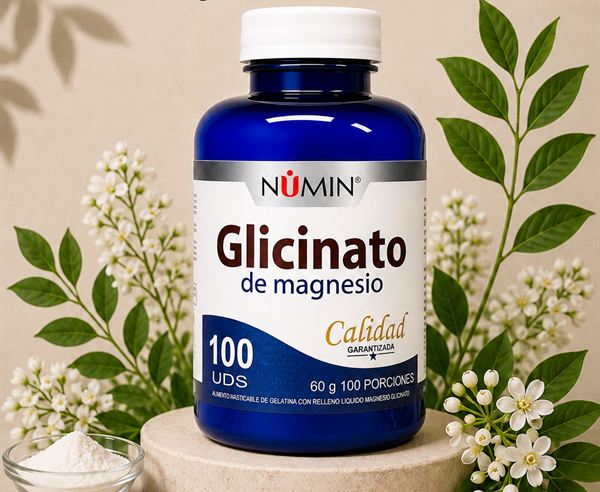 NÚMIN®
Glicinato
de magnesio
Calidad
GARANTIZADA
100
UDS
60 g 100 PORCIONES
ALIMENTO MASTICABLE DE GELATINA CON RELLENO LIQUIDO MAGNESIO GLICINATO